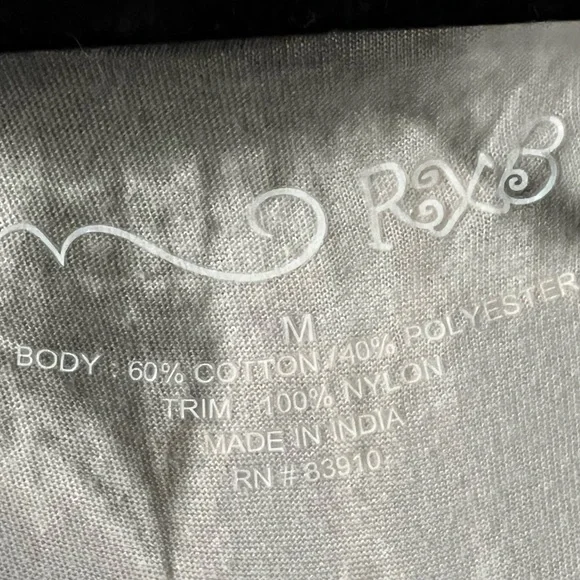 RXB
M
BODY : 60% COTTON / 40% POLYESTER
TRIM : 100% NYLON
MADE IN INDIA
RN # 83910